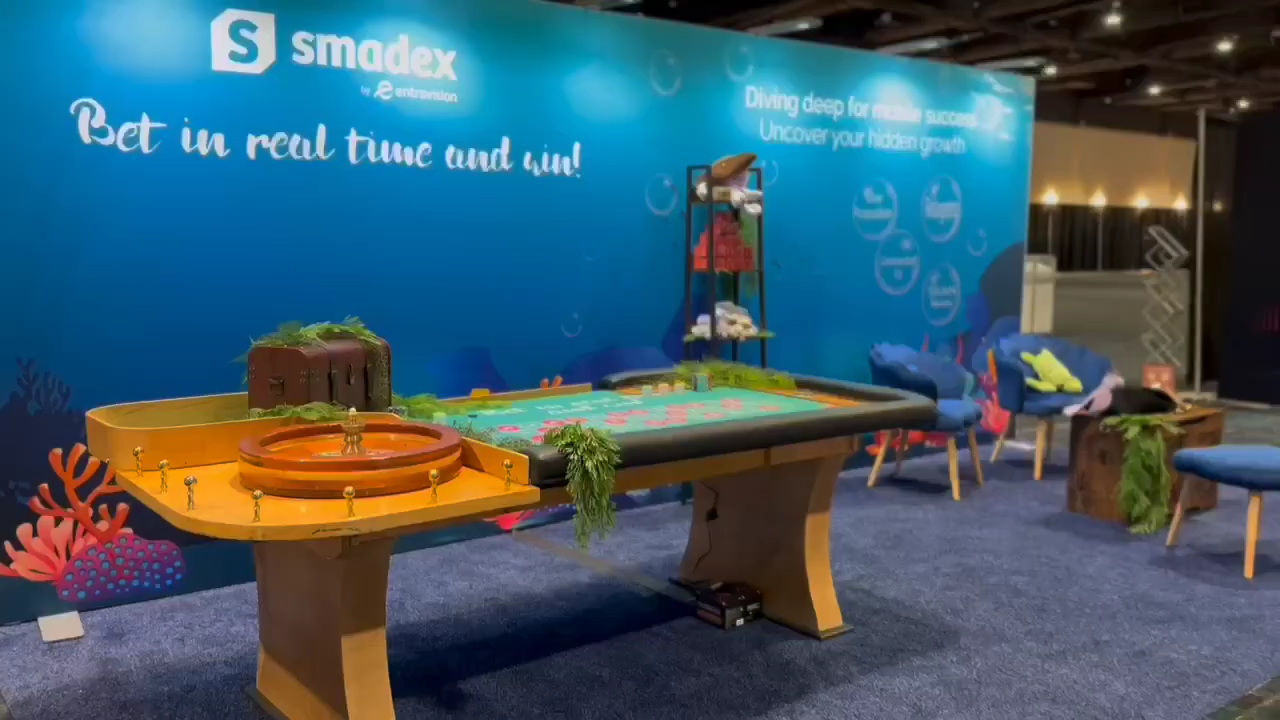 S smadex
by entravision
Bet in real time and win!
Diving deep for mobile success
Uncover your hidden growth